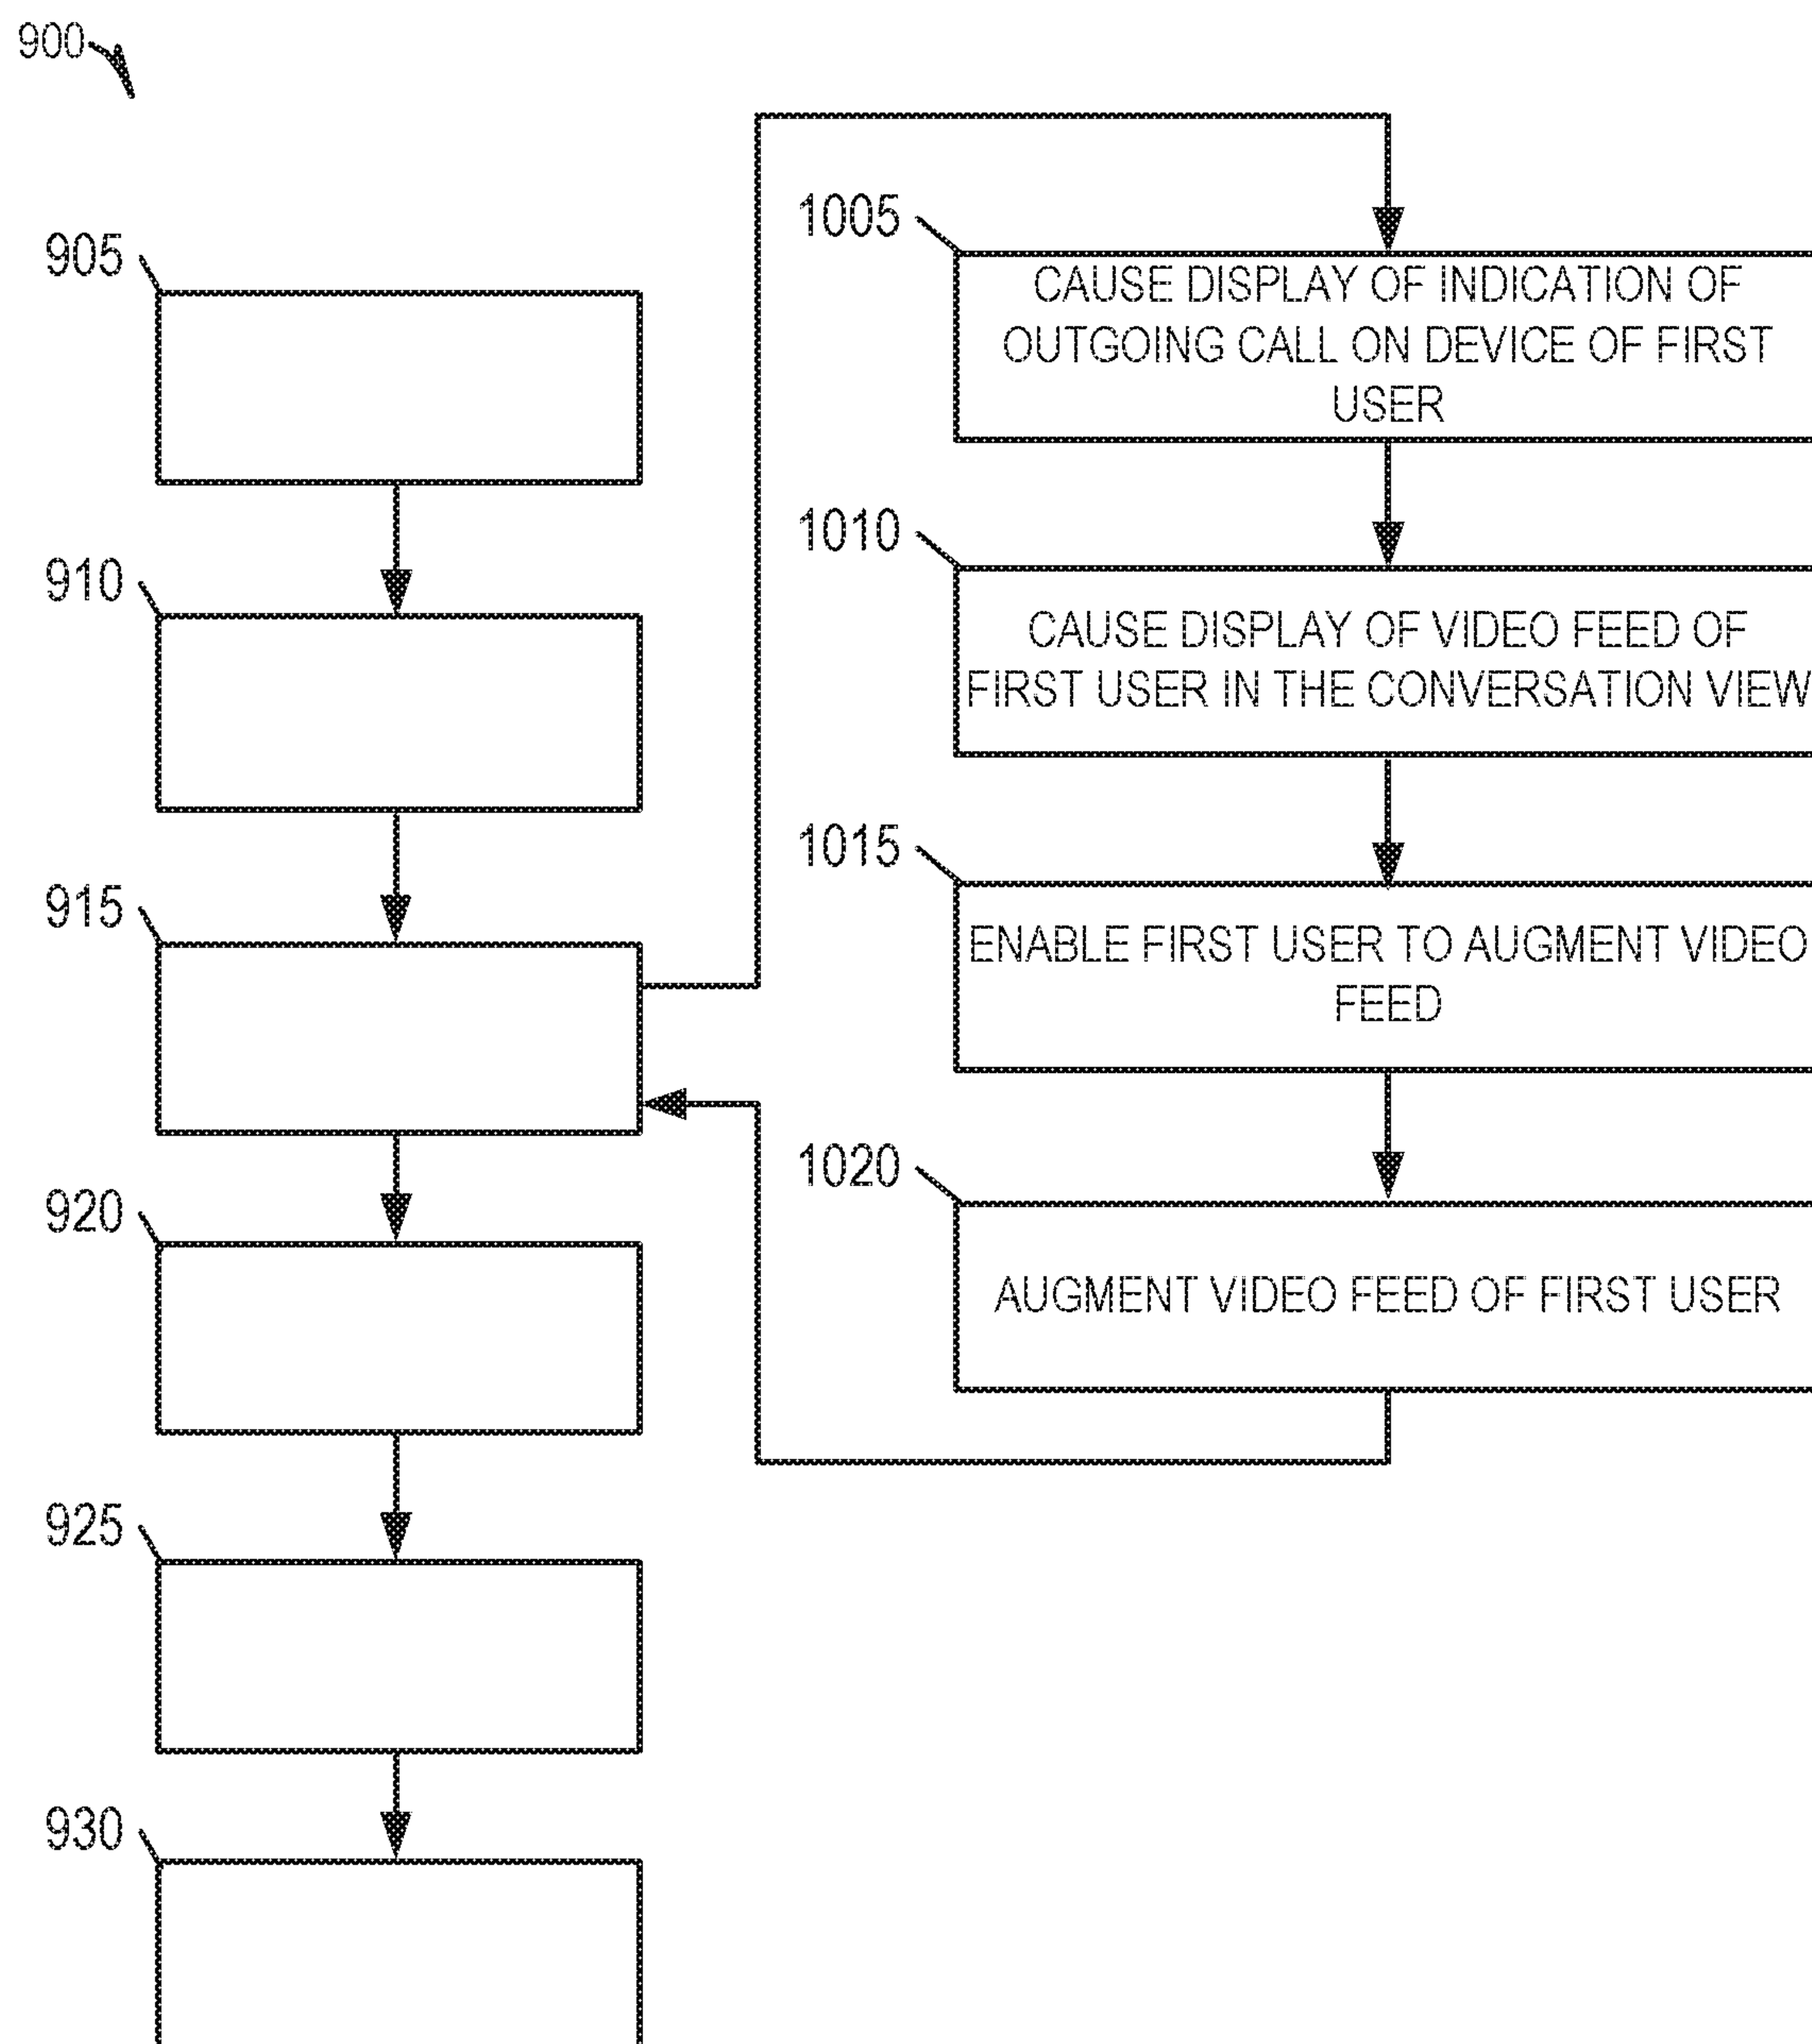 900
905
910
915
920
925
930
1005
CAUSE DISPLAY OF INDICATION OF
OUTGOING CALL ON DEVICE OF FIRST
USER
1010
CAUSE DISPLAY OF VIDEO FEED OF
FIRST USER IN THE CONVERSATION VIEW
1015
ENABLE FIRST USER TO AUGMENT VIDEO
FEED
1020
AUGMENT VIDEO FEED OF FIRST USER